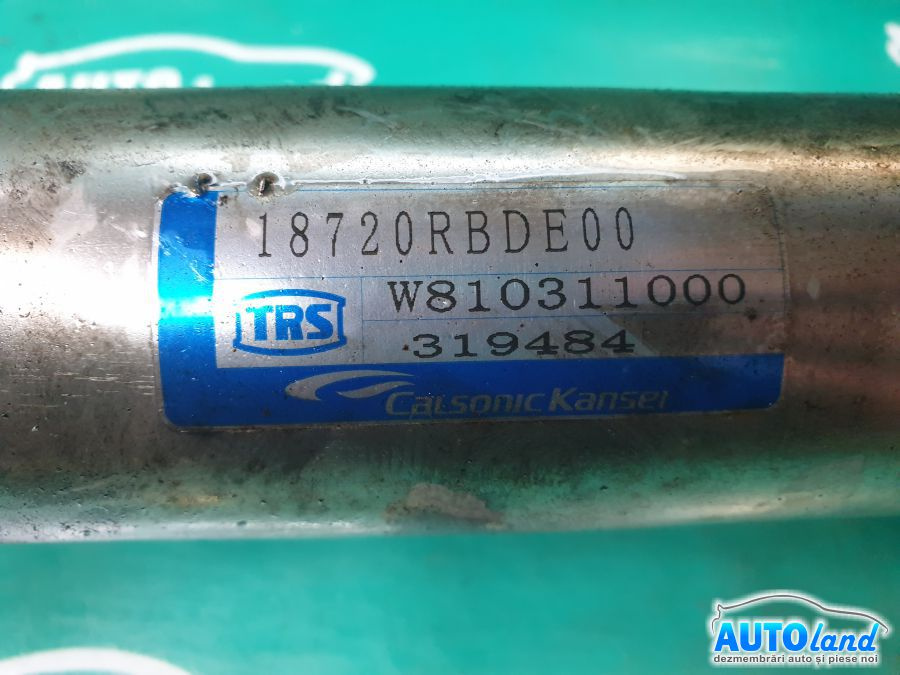 18720RBDE00
W810311000
TRS
319484
Calsonic Kansei
AUTOland
dezmembrări auto și piese noi